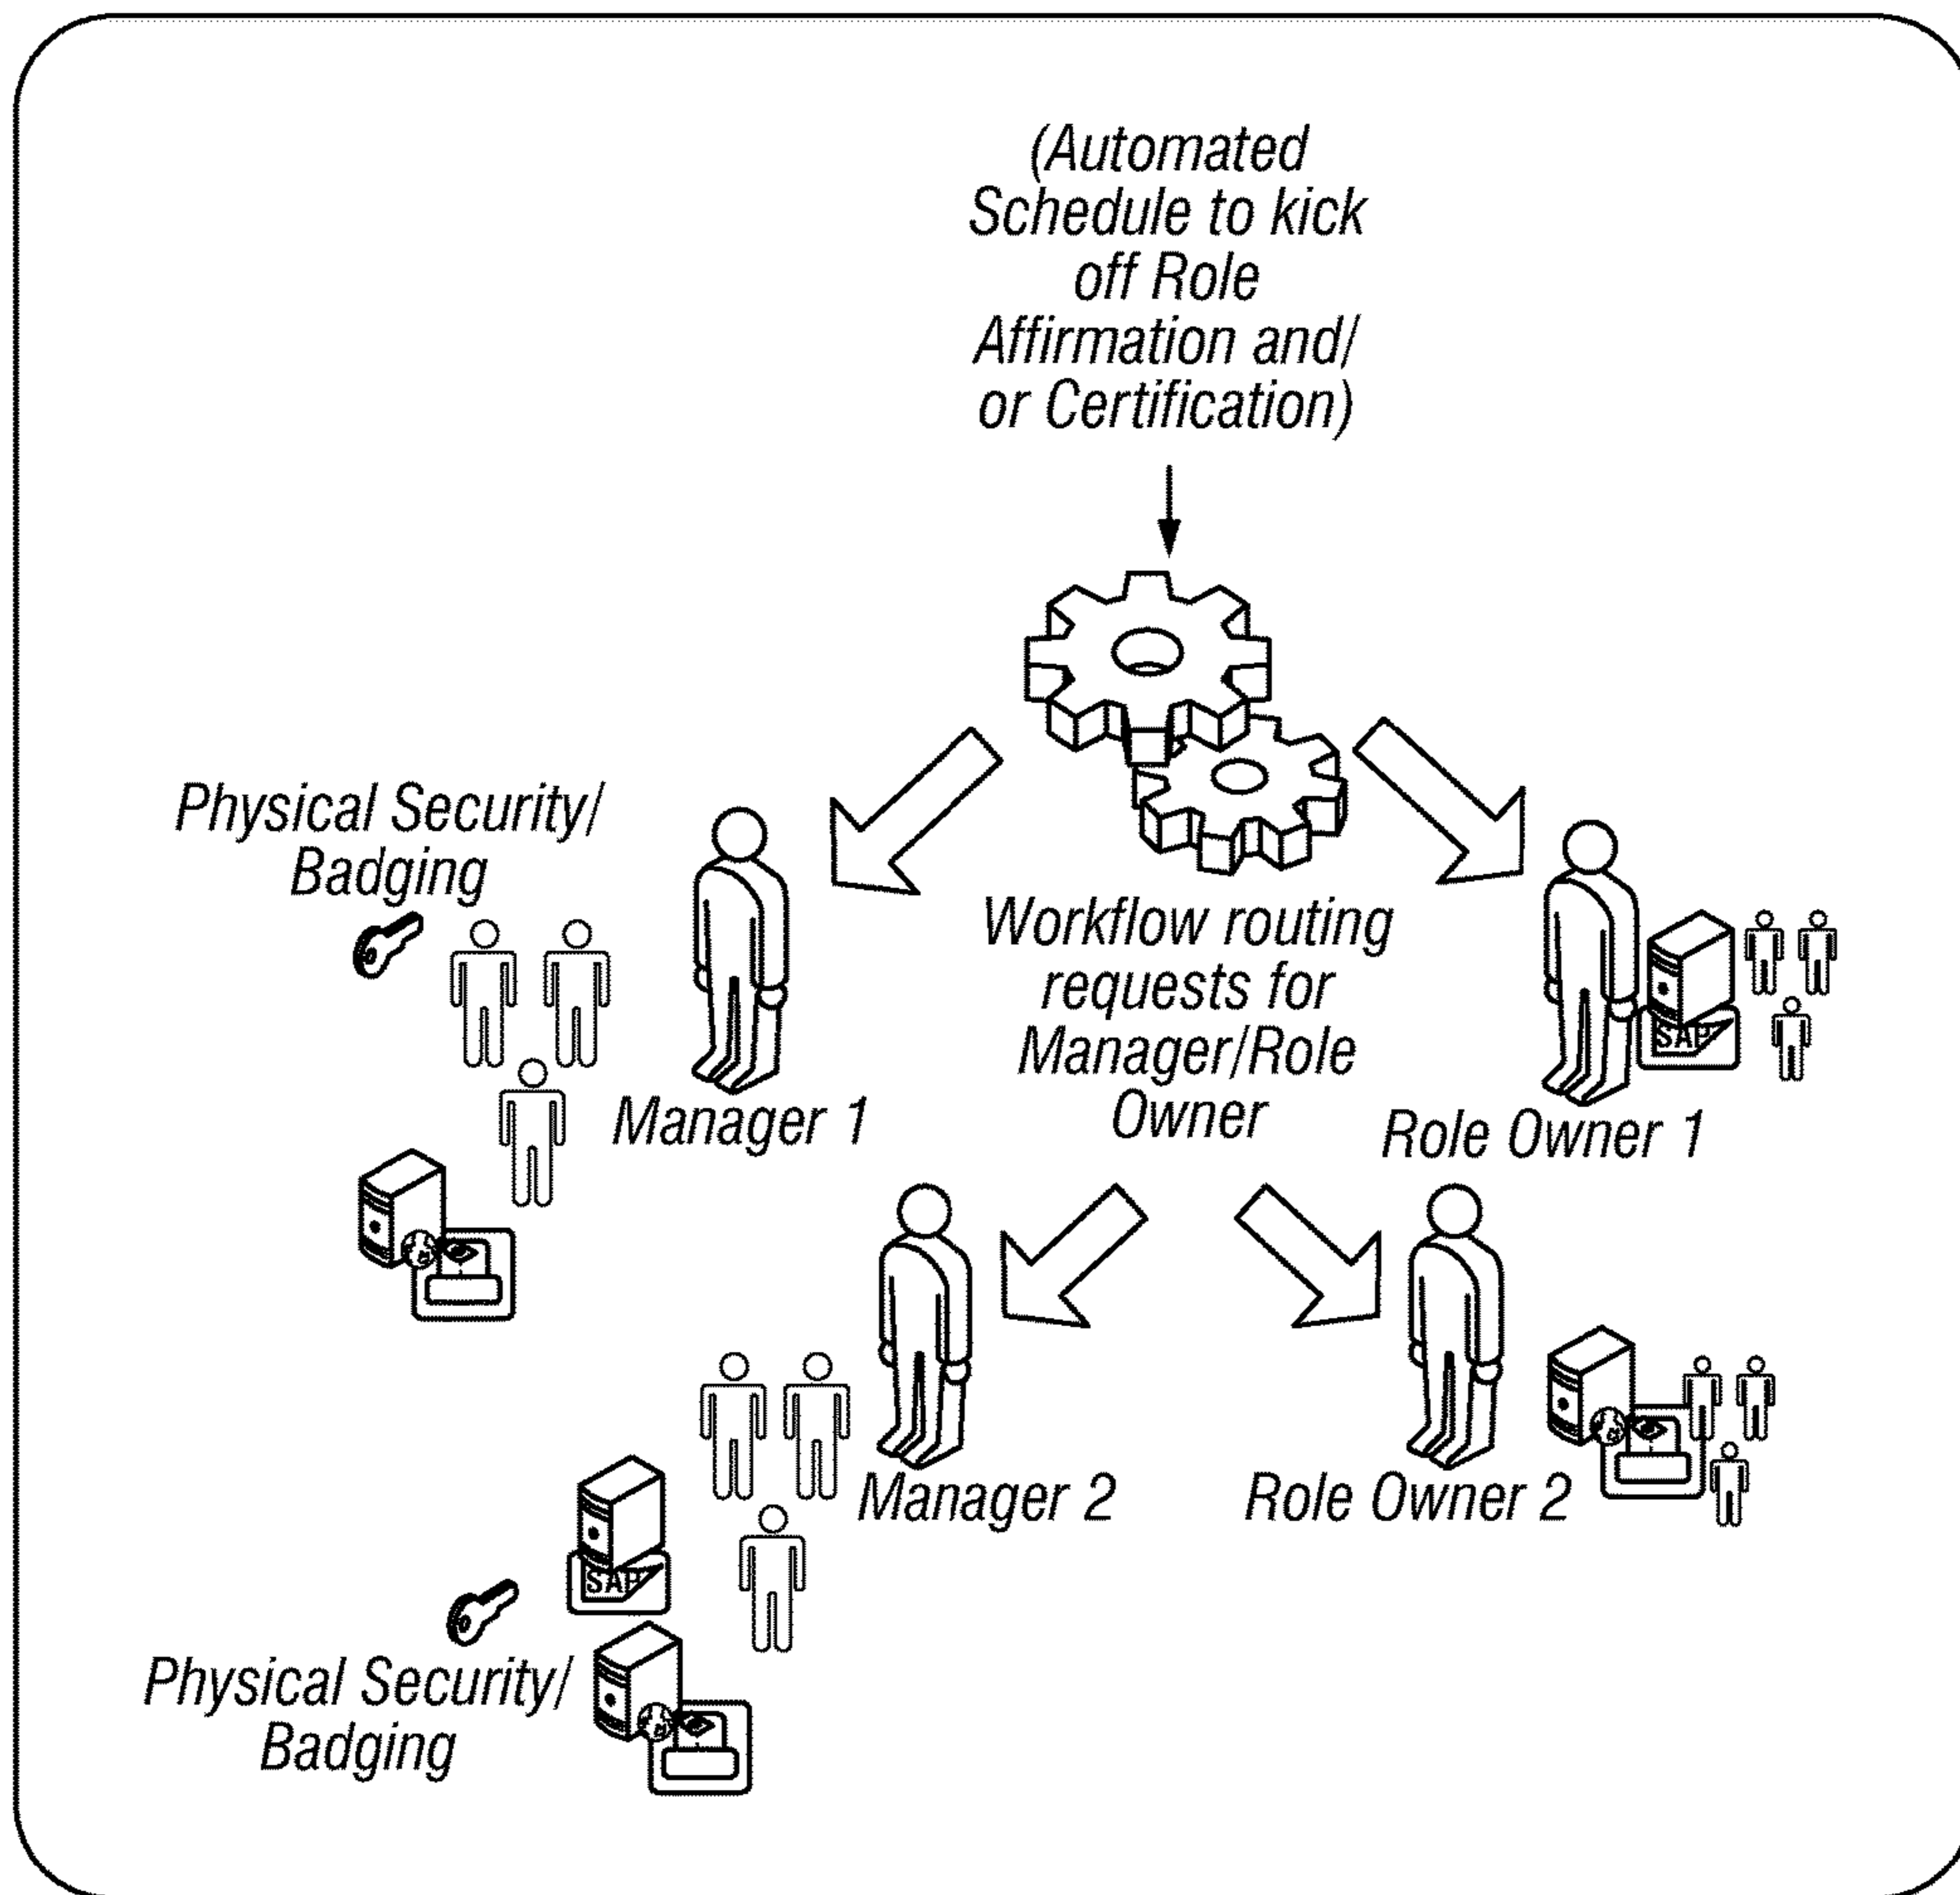 (Automated
Schedule to kick
off Role
Affirmation and/
or Certification)
Physical Security/
Badging
Workflow routing
requests for
Manager/Role
Owner
Manager 1
SAP
Role Owner 1
Manager 2
Role Owner 2
SAP
Physical Security/
Badging